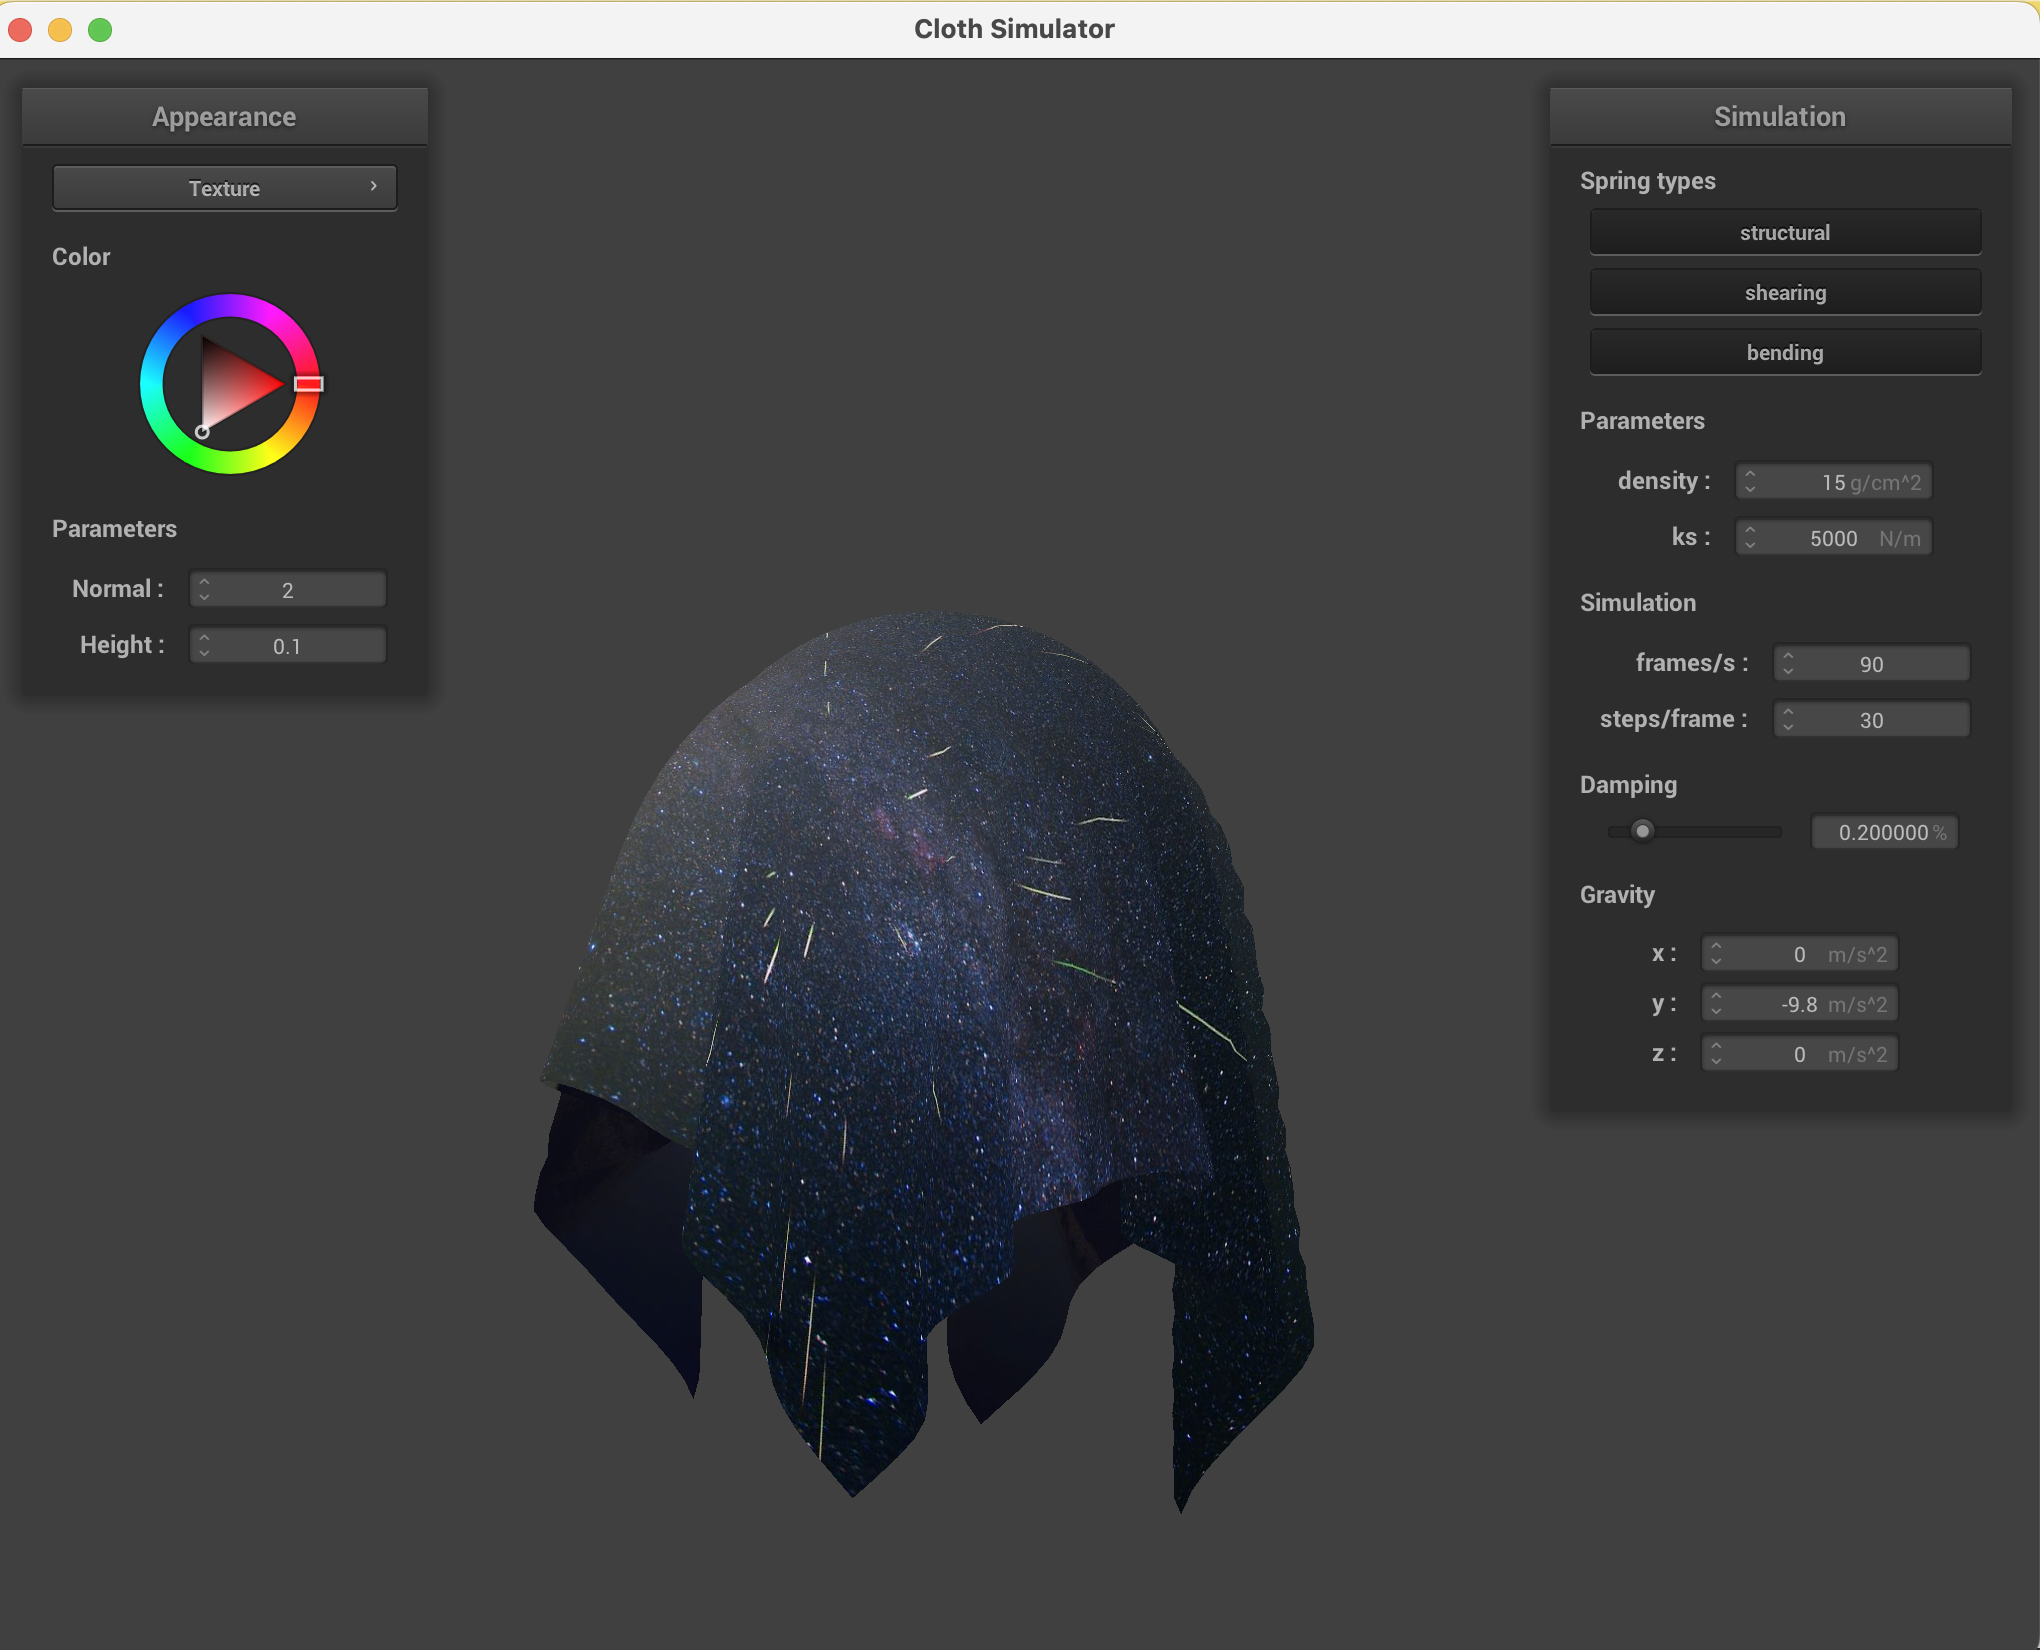 Cloth Simulator
Appearance
Texture
Color
Parameters
Normal : 2
Height : 0.1
Simulation
Spring types
structural
shearing
bending
Parameters
density : 15 g/cm^2
ks : 5000 N/m
Simulation
frames/s : 90
steps/frame : 30
Damping
0.200000 %
Gravity
x : 0 m/s^2
y : -9.8 m/s^2
z : 0 m/s^2